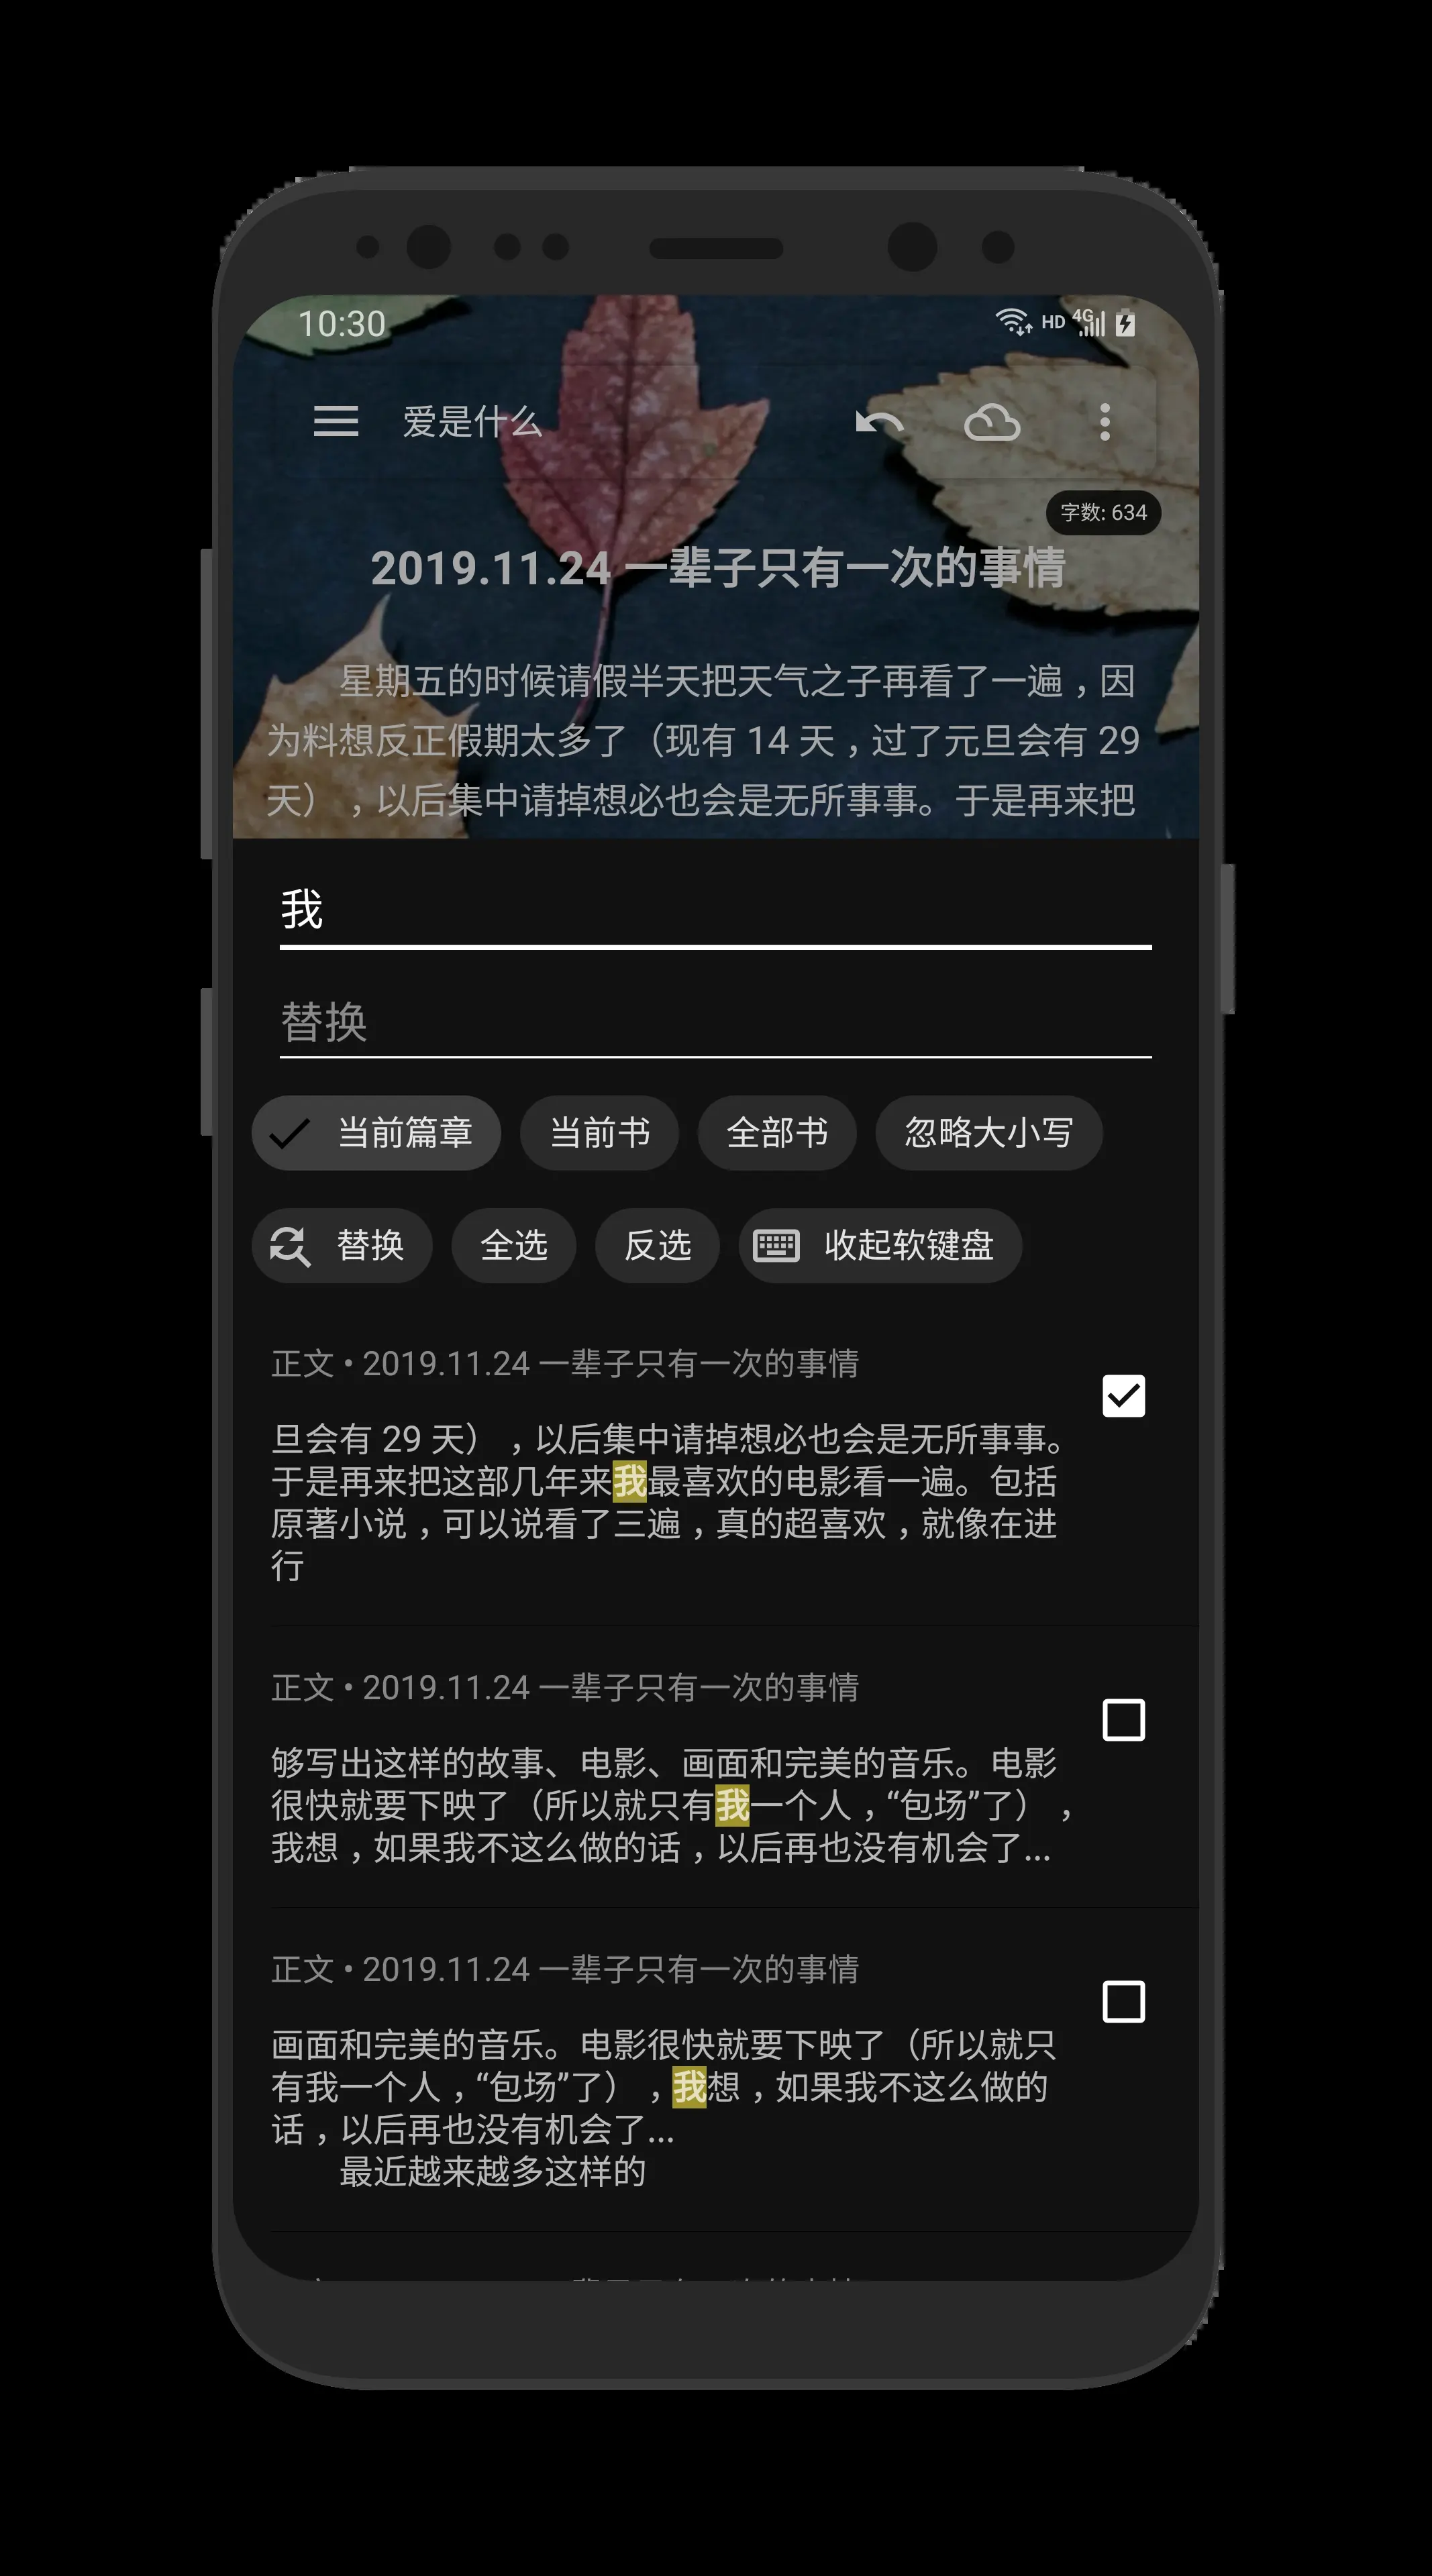 10:30
HD 4G
爱是什么
字数: 634
2019.11.24 一辈子只有一次的事情
星期五的时候请假半天把天气之子再看了一遍，因
为料想反正假期太多了（现有 14 天，过了元旦会有 29
天），以后集中请掉想必也会是无所事事。于是再来把
我
替换
当前篇章
当前书
全部书
忽略大小写
替换
全选
反选
收起软键盘
正文 • 2019.11.24 一辈子只有一次的事情
旦会有 29 天），以后集中请掉想必也会是无所事事。
于是再来把这部几年来我最喜欢的电影看一遍。包括
原著小说，可以说看了三遍，真的超喜欢，就像在进
行
正文 • 2019.11.24 一辈子只有一次的事情
够写出这样的故事、电影、画面和完美的音乐。电影
很快就要下映了（所以就只有我一个人，“包场”了），
我想，如果我不这么做的话，以后再也没有机会了...
正文 • 2019.11.24 一辈子只有一次的事情
画面和完美的音乐。电影很快就要下映了（所以就只
有我一个人，“包场”了），我想，如果我不这么做的
话，以后再也没有机会了...
最近越来越多这样的